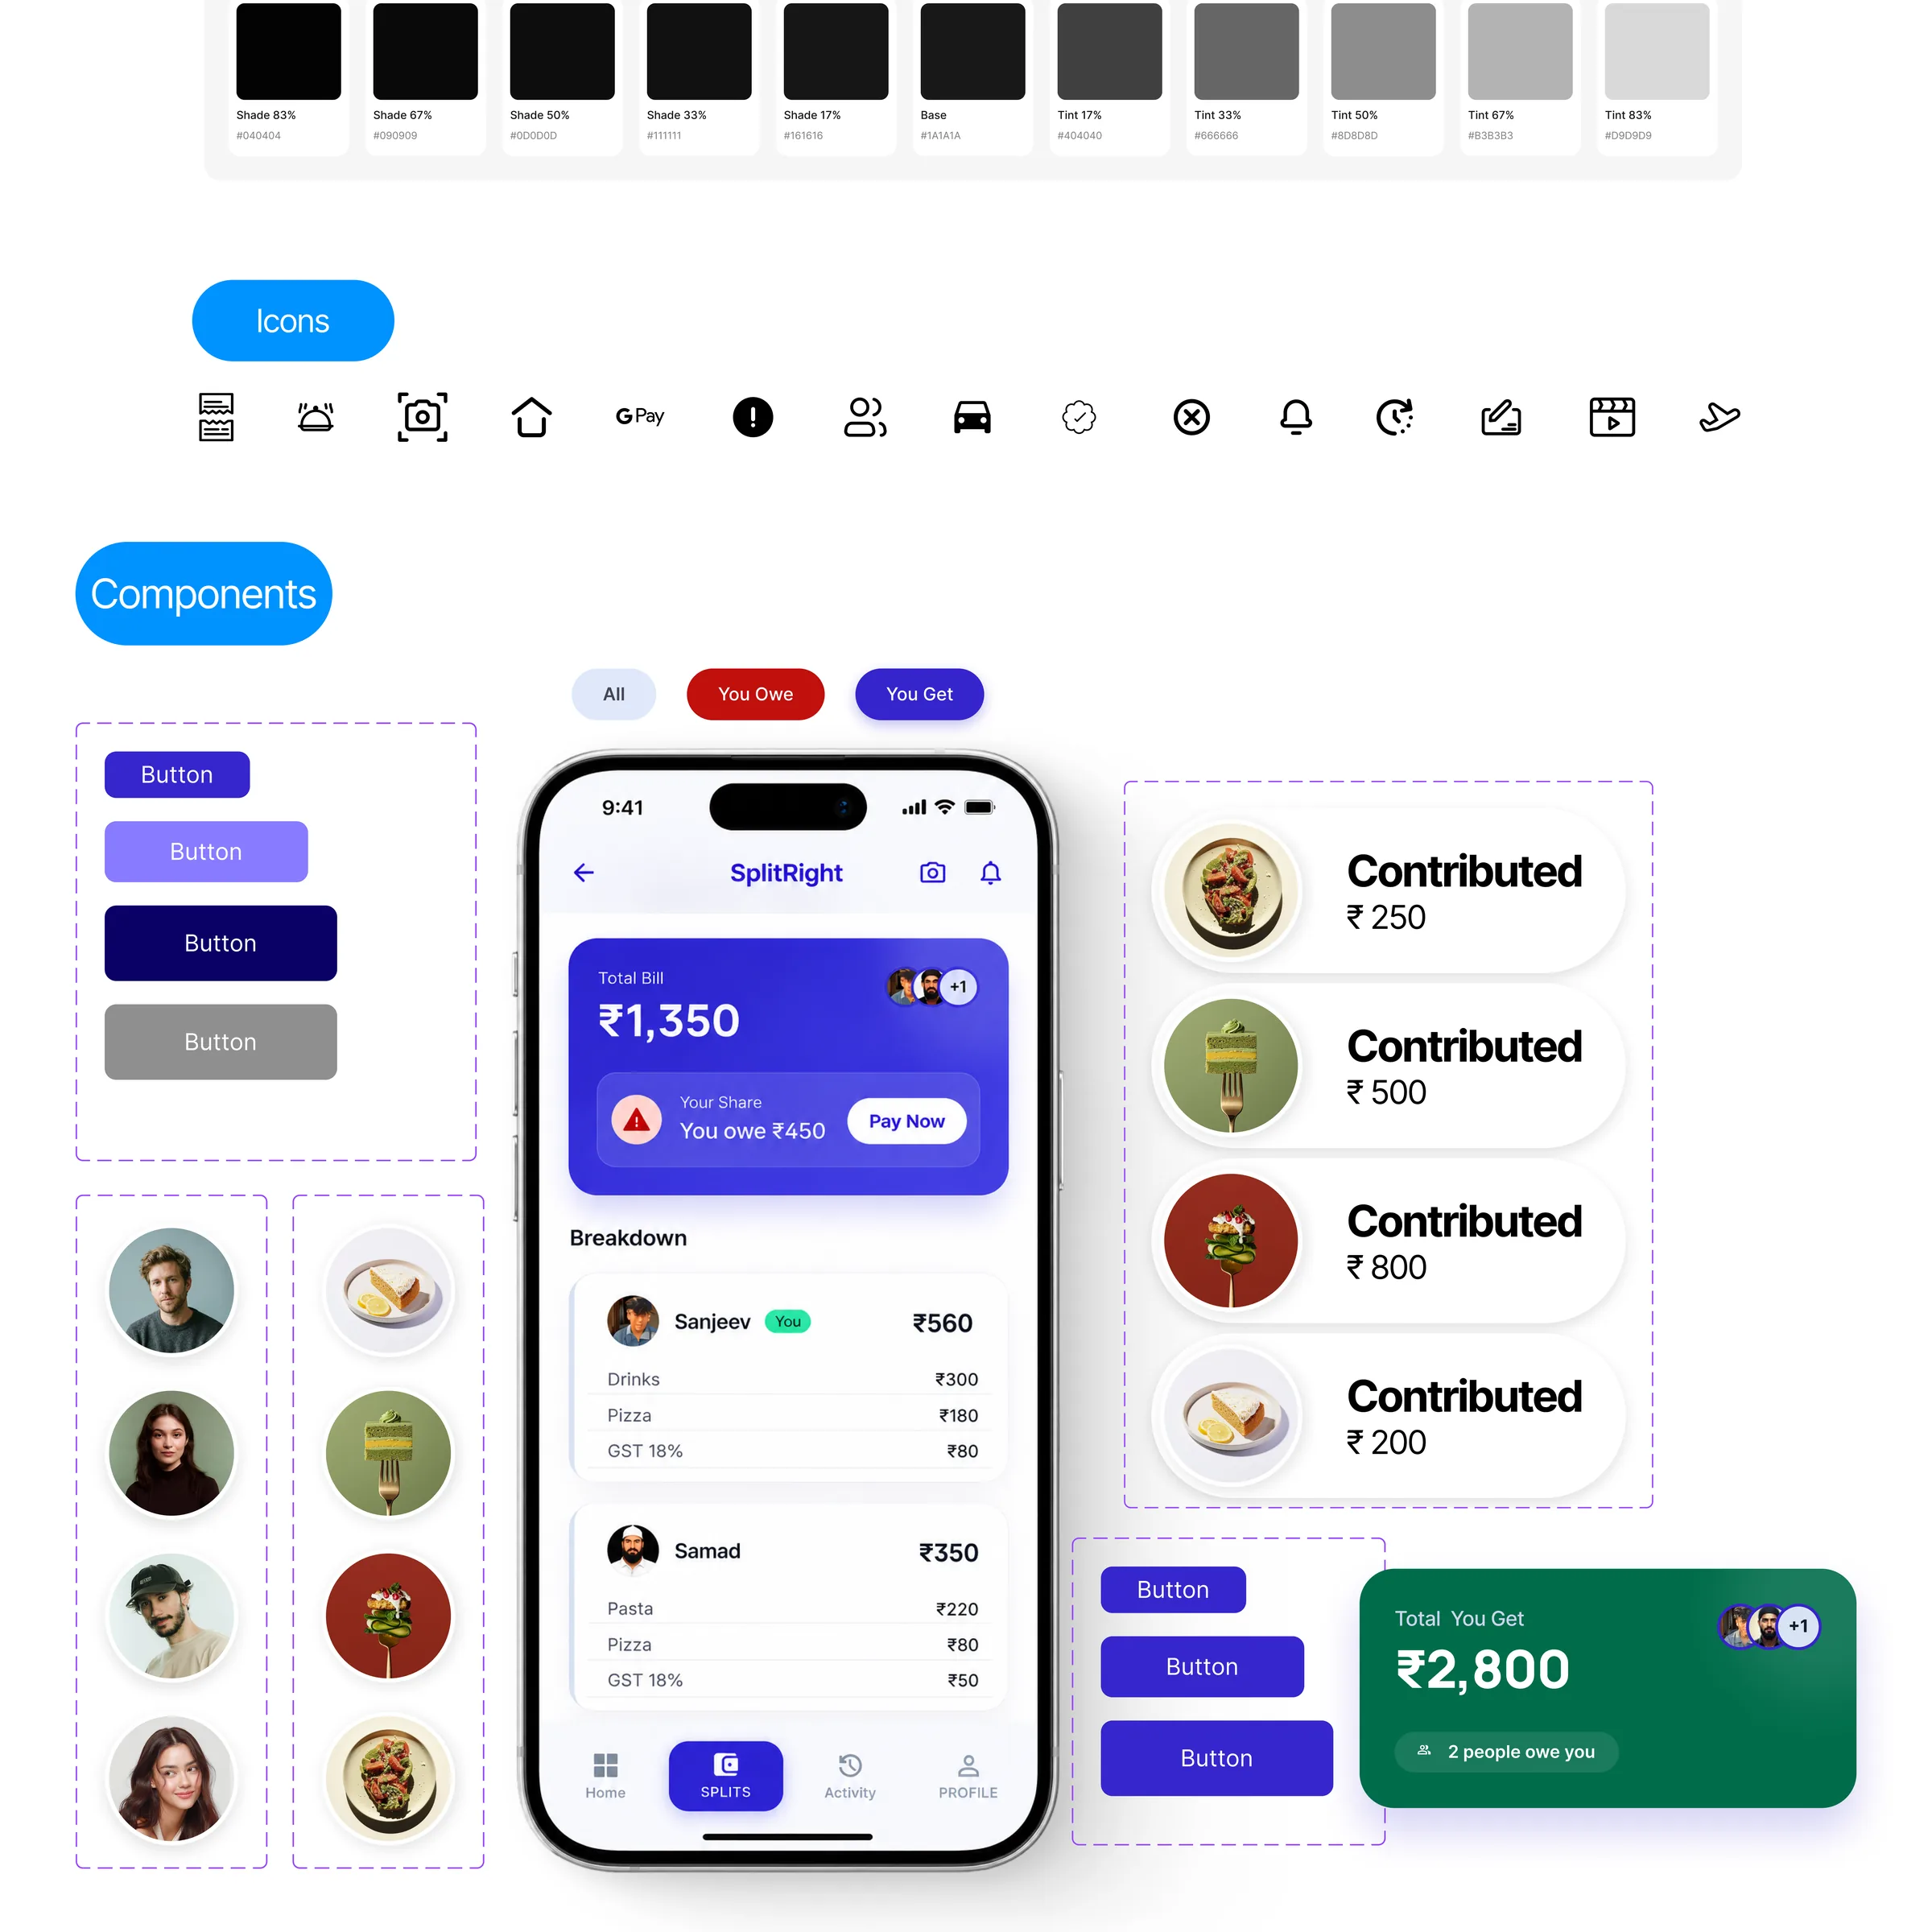 Shade 83%
#040404
Shade 67%
#090909
Shade 50%
#0D0D0D
Shade 33%
#111111
Shade 17%
#161616
Base
#1A1A1A
Tint 17%
#404040
Tint 33%
#666666
Tint 50%
#8D8D8D
Tint 67%
#B3B3B3
Tint 83%
#D9D9D9
Icons
G Pay
Components
All
You Owe
You Get
Button
Button
Button
Button
9:41
SplitRight
Total Bill
+1
₹1,350
Your Share
You owe ₹450
Pay Now
Breakdown
Sanjeev You ₹560
Drinks ₹300
Pizza ₹180
GST 18% ₹80
Samad ₹350
Pasta ₹220
Pizza ₹80
GST 18% ₹50
Home
SPLITS
Activity
PROFILE
Contributed
₹ 250
Contributed
₹ 500
Contributed
₹ 800
Contributed
₹ 200
Button
Button
Button
Total You Get
+1
₹2,800
2 people owe you